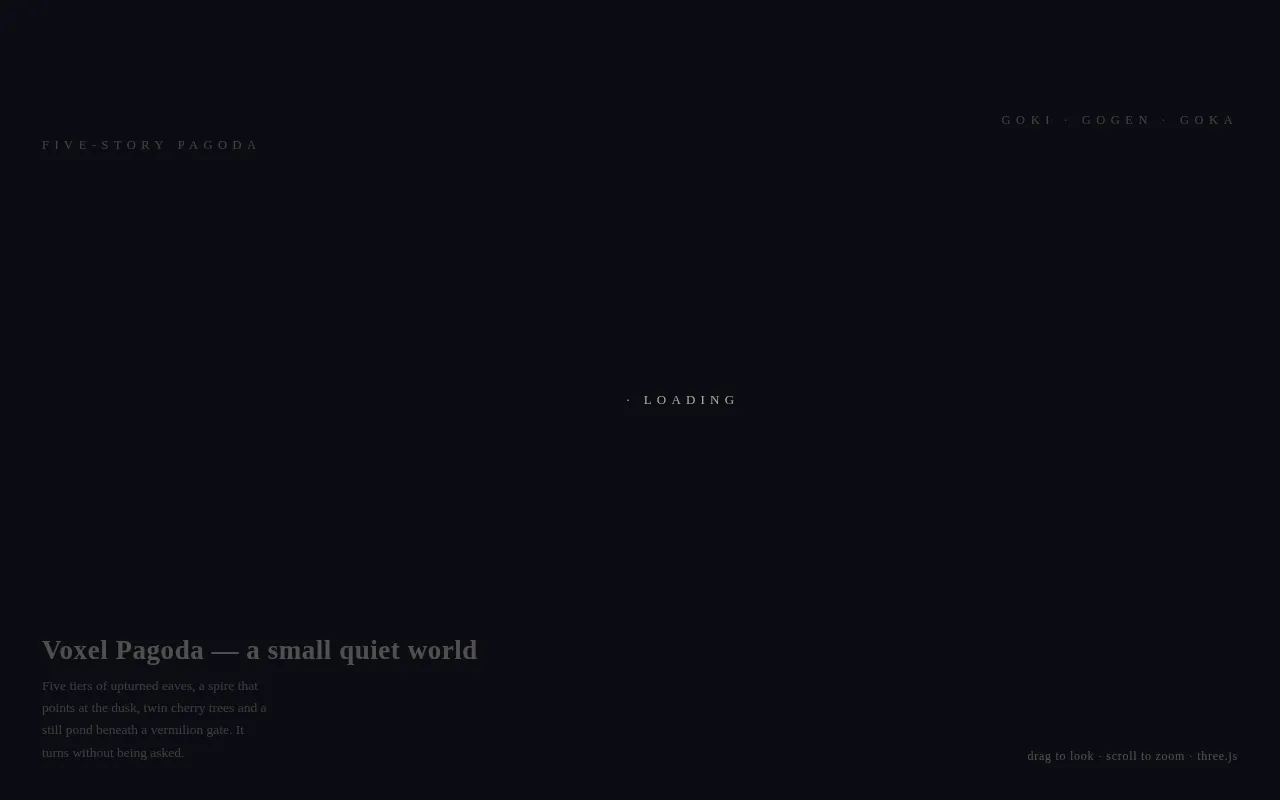 GOKI · GOGEN · GOKA
FIVE-STORY PAGODA
· LOADING
Voxel Pagoda — a small quiet world
Five tiers of upturned eaves, a spire that
points at the dusk, twin cherry trees and a
still pond beneath a vermilion gate. It
turns without being asked.
drag to look · scroll to zoom · three.js